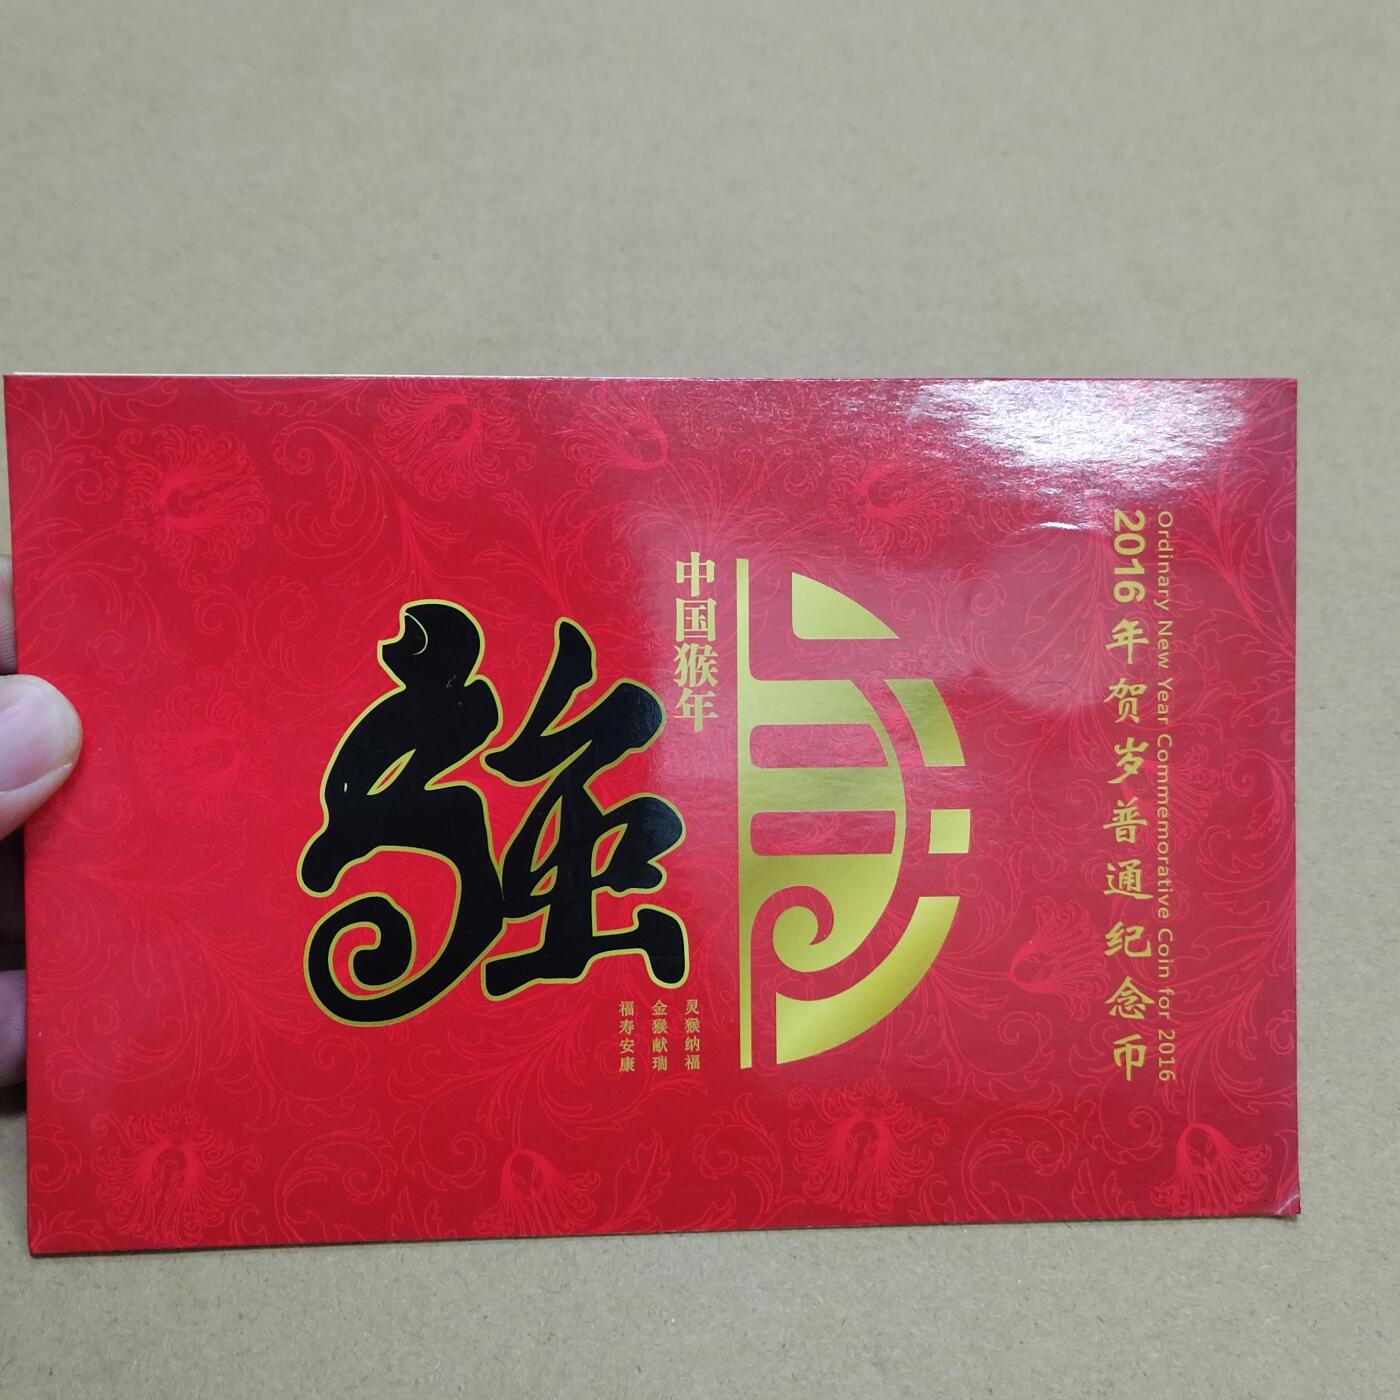 Ordinary New Year Commemorative Coin for 2016
2016年贺岁普通纪念币
中国猴年
强
灵猴纳福
金猴献瑞
福寿安康